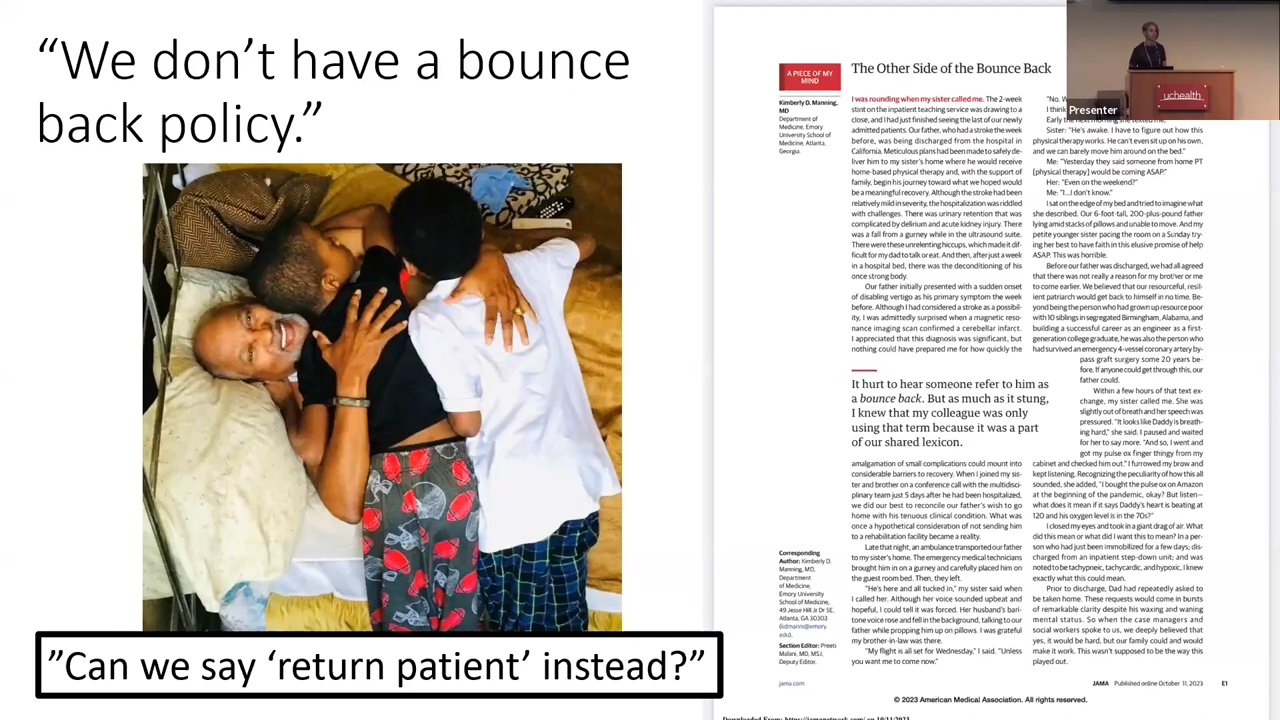 “We don’t have a bounce
back policy.”
”Can we say ‘return patient’ instead?”
A PIECE OF MY
MIND
Kimberly D. Manning,
MD
Department of
Medicine, Emory
University School of
Medicine, Atlanta,
Georgia.
Corresponding
Author: Kimberly D.
Manning, MD,
Department
of Medicine,
Emory University
School of Medicine,
49 Jesse Hill Jr Dr SE,
Atlanta, GA 30303
(kdmanni@emory.
edu).
Section Editor: Preeti
Malani, MD, MSJ,
Deputy Editor.
The Other Side of the Bounce Back
I was rounding when my sister called me. The 2-week
stint on the inpatient teaching service was drawing to a
close, and I had just finished seeing the last of our newly
admitted patients. Our father, who had a stroke the week
before, was being discharged from the hospital in
California. Meticulous plans had been made to safely de-
liver him to my sister’s home where he would receive
home-based physical therapy and, with the support of
family, begin his journey toward what we hoped would
be a meaningful recovery. Although the stroke had been
relatively mild in severity, the hospitalization was riddled
with challenges. There was urinary retention that was
complicated by delirium and acute kidney injury. There
was a fall from a gurney while in the ultrasound suite.
There were these unrelenting hiccups, which made it dif-
ficult for my dad to talk or eat. And then, after just a week
in a hospital bed, there was the deconditioning of his
once strong body.
Our father initially presented with a sudden onset
of disabling vertigo as his primary symptom the week
before. Although I had considered a stroke as a possibil-
ity, I was admittedly surprised when a magnetic reso-
nance imaging scan confirmed a cerebellar infarct.
I appreciated that this diagnosis was significant, but
nothing could have prepared me for how quickly the
It hurt to hear someone refer to him as
a bounce back. But as much as it stung,
I knew that my colleague was only
using that term because it was a part
of our shared lexicon.
amalgamation of small complications could mount into
considerable barriers to recovery. When I joined my sis-
ter and brother on a conference call with the multidisci-
plinary team just 5 days after he had been hospitalized,
we did our best to reconcile our father’s wish to go
home with his tenuous clinical condition. What was
once a hypothetical consideration of not sending him
to a rehabilitation facility became a reality.
Late that night, an ambulance transported our father
to my sister’s home. The emergency medical technicians
brought him in on a gurney and carefully placed him on
the guest room bed. Then, they left.
“He’s here and all tucked in,” my sister said when
I called her. Although her voice sounded upbeat and
hopeful, I could tell it was forced. Her husband’s bari-
tone voice rose and fell in the background, talking to our
father while propping him up on pillows. I was grateful
my brother-in-law was there.
“My flight is all set for Wednesday,” I said. “Unless
you want me to come now.”
“No. W
I think
Early the next morning she texted me.
Sister: “He’s awake. I have to figure out how this
physical therapy works. He can’t even sit up on his own,
and we can barely move him around on the bed.”
Me: “Yesterday they said someone from home PT
[physical therapy] would be coming ASAP.”
Her: “Even on the weekend?”
Me: “I...I don’t know.”
I sat on the edge of my bed and tried to imagine what
she described. Our 6-foot-tall, 200-plus-pound father
lying amid stacks of pillows and unable to move. And my
petite younger sister pacing the room on a Sunday try-
ing her best to have faith in this elusive promise of help
ASAP. This was horrible.
Before our father was discharged, we had all agreed
that there was not really a reason for my brother or me
to come earlier. We believed that our resourceful, resil-
ient patriarch would get back to himself in no time. Be-
yond being the person who had grown up resource poor
with 10 siblings in segregated Birmingham, Alabama, and
building a successful career as an engineer as a first-
generation college graduate, he was also the person who
had survived an emergency 4-vessel coronary artery by-
pass graft surgery some 20 years be-
fore. If anyone could get through this, our
father could.
Within a few hours of that text ex-
change, my sister called me. She was
slightly out of breath and her speech was
pressured. “It looks like Daddy is breath-
ing hard,” she said. I paused and waited
for her to say more. “And so, I went and
got my pulse ox finger thingy from my
cabinet and checked him out.” I furrowed my brow and
kept listening. Recognizing the peculiarity of how this all
sounded, she added, “I bought the pulse ox on Amazon
at the beginning of the pandemic, okay? But listen—
what does it mean if it says Daddy’s heart is beating at
120 and his oxygen level is in the 70s?”
I closed my eyes and took in a giant drag of air. What
did this mean or what did I want this to mean? In a per-
son who had just been immobilized for a few days; dis-
charged from an inpatient step-down unit; and was
noted to be tachypneic, tachycardic, and hypoxic, I knew
exactly what this could mean.
Prior to discharge, Dad had repeatedly asked to
be taken home. These requests would come in bursts
of remarkable clarity despite his waxing and waning
mental status. So when the case managers and
social workers spoke to us, we deeply believed that
yes, it would be hard, but our family could and would
make it work. This wasn’t supposed to be the way this
played out.
jama.com
JAMA Published online October 11, 2023 E1
© 2023 American Medical Association. All rights reserved.
Downloaded From: https://jamanetwork.com/ on 10/11/2023
uchealth
Presenter